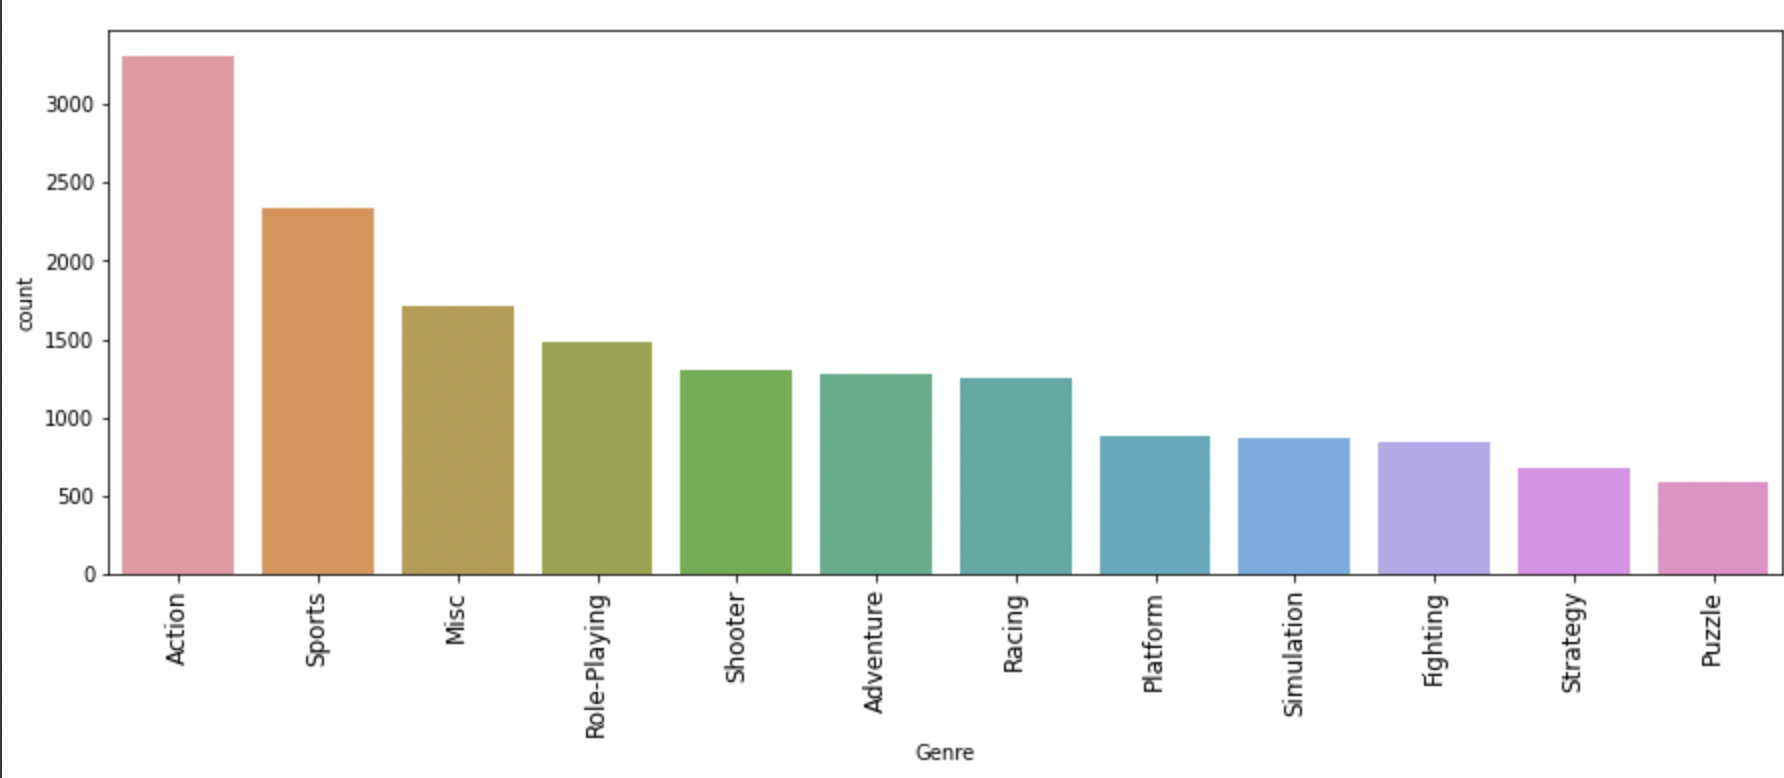 count
3000
2500
2000
1500
1000
500
0
Action
Sports
Misc
Role-Playing
Shooter
Adventure
Racing
Platform
Simulation
Fighting
Strategy
Puzzle
Genre